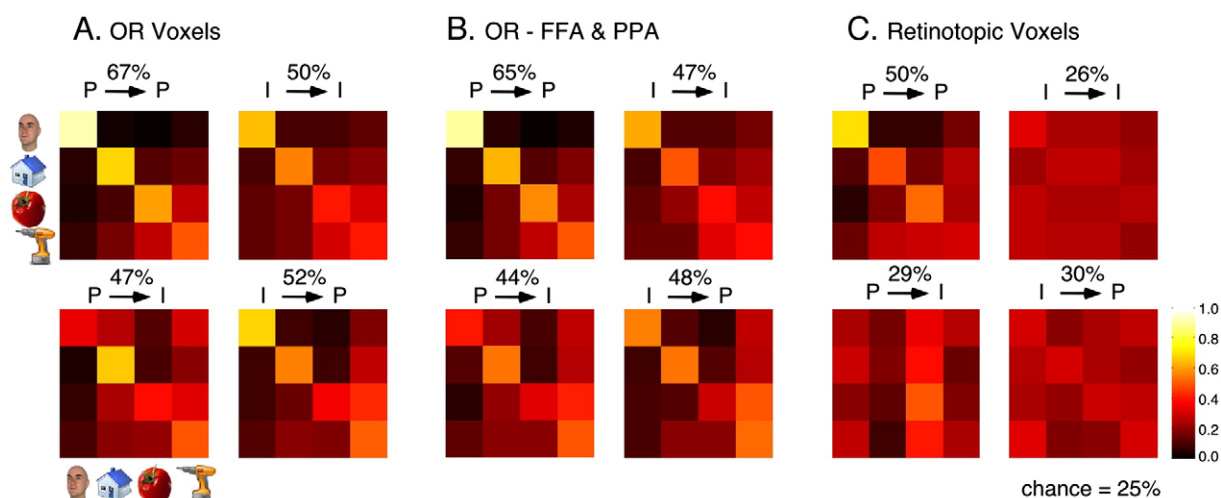 A. OR Voxels
B. OR - FFA & PPA
C. Retinotopic Voxels
67%
P P
50%
I I
65%
P P
47%
I I
50%
P P
26%
I I
47%
P I
52%
I P
44%
P I
48%
I P
29%
P I
30%
I P
1.0
0.8
0.6
0.4
0.2
0.0
chance = 25%